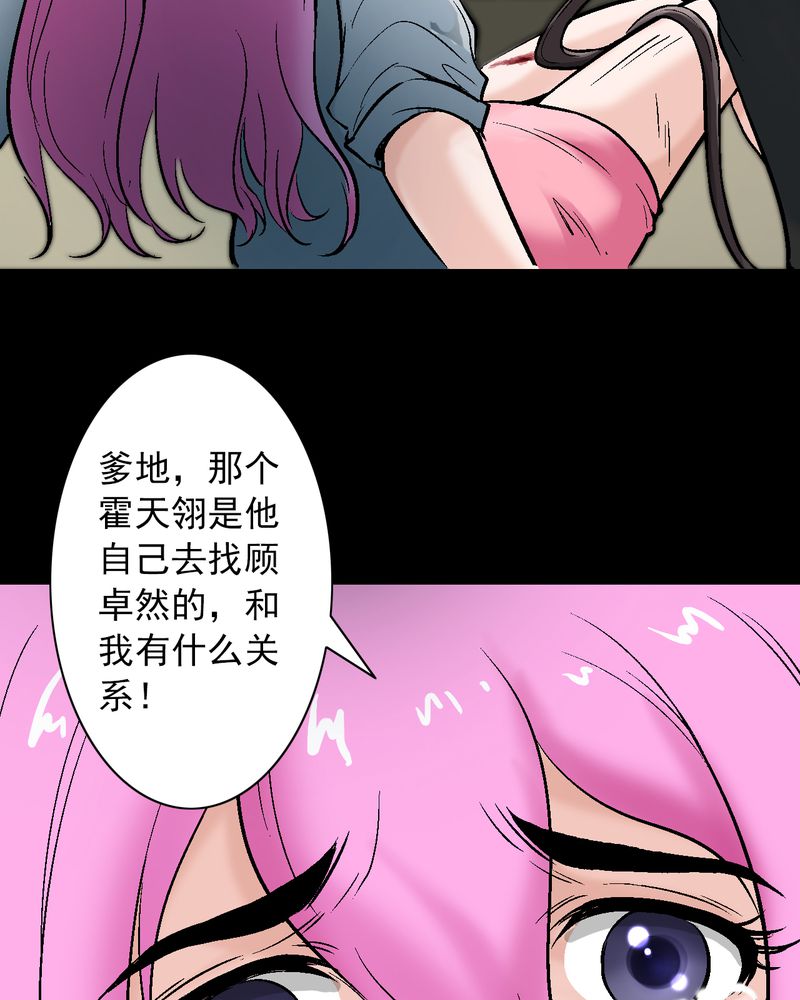 爹地，那个
霍天翎是他
自己去找顾
卓然的，和
我有什么关
系！